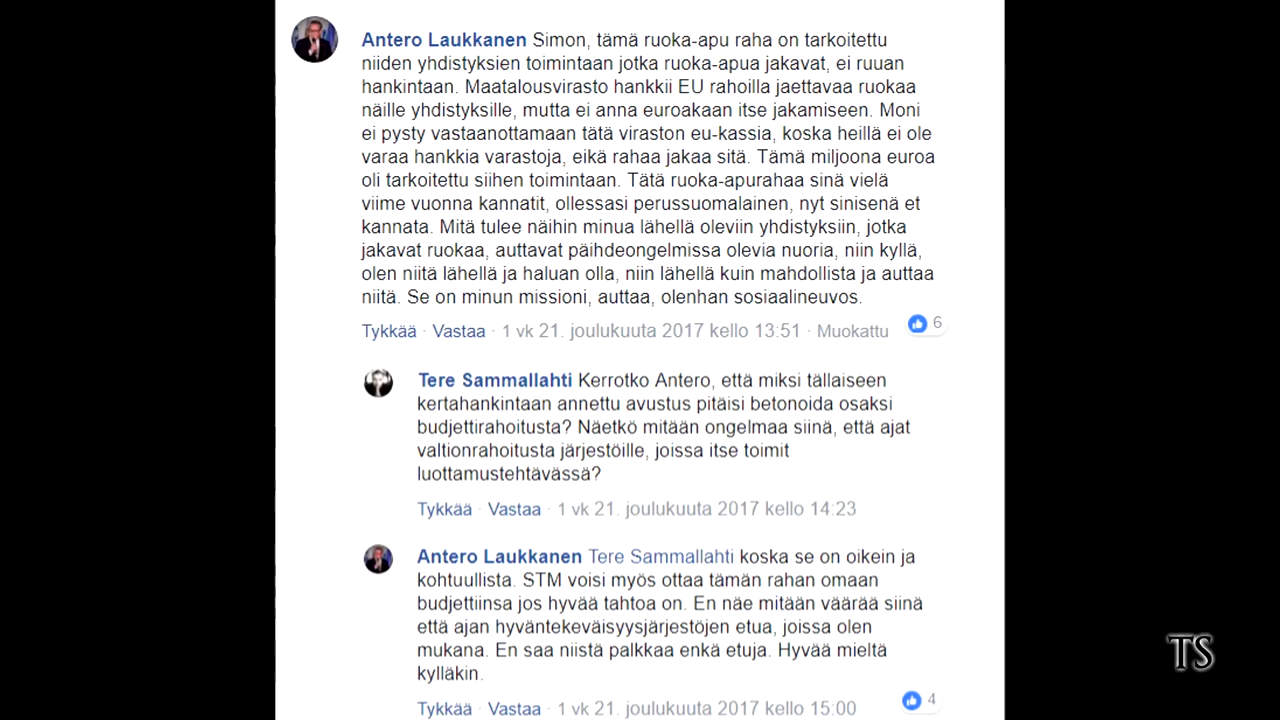 Antero Laukkanen Simon, tämä ruoka-apu raha on tarkoitettu
niiden yhdistyksien toimintaan jotka ruoka-apua jakavat, ei ruuan
hankintaan. Maatalousvirasto hankkii EU rahoilla jaettavaa ruokaa
näille yhdistyksille, mutta ei anna euroakaan itse jakamiseen. Moni
ei pysty vastaanottamaan tätä viraston eu-kassia, koska heillä ei ole
varaa hankkia varastoja, eikä rahaa jakaa sitä. Tämä miljoona euroa
oli tarkoitettu siihen toimintaan. Tätä ruoka-apurahaa sinä vielä
viime vuonna kannatit, ollessasi perussuomalainen, nyt sinisenä et
kannata. Mitä tulee näihin minua lähellä oleviin yhdistyksiin, jotka
jakavat ruokaa, auttavat päihdeongelmissa olevia nuoria, niin kyllä,
olen niitä lähellä ja haluan olla, niin lähellä kuin mahdollista ja auttaa
niitä. Se on minun missioni, auttaa, olenhan sosiaalineuvos.
Tykkää · Vastaa · 1 vk 21. joulukuuta 2017 kello 13:51 · Muokattu
6
Tere Sammallahti Kerrotko Antero, että miksi tällaiseen
kertahankintaan annettu avustus pitäisi betonoida osaksi
budjettirahoitusta? Näetkö mitään ongelmaa siinä, että ajat
valtionrahoitusta järjestöille, joissa itse toimit
luottamustehtävässä?
Tykkää · Vastaa · 1 vk 21. joulukuuta 2017 kello 14:23
Antero Laukkanen Tere Sammallahti koska se on oikein ja
kohtuullista. STM voisi myös ottaa tämän rahan omaan
budjettiinsa jos hyvää tahtoa on. En näe mitään väärää siinä
että ajan hyväntekeväisyysjärjestöjen etua, joissa olen
mukana. En saa niistä palkkaa enkä etuja. Hyvää mieltä
kylläkin.
Tykkää · Vastaa · 1 vk 21. joulukuuta 2017 kello 15:00
4
TS